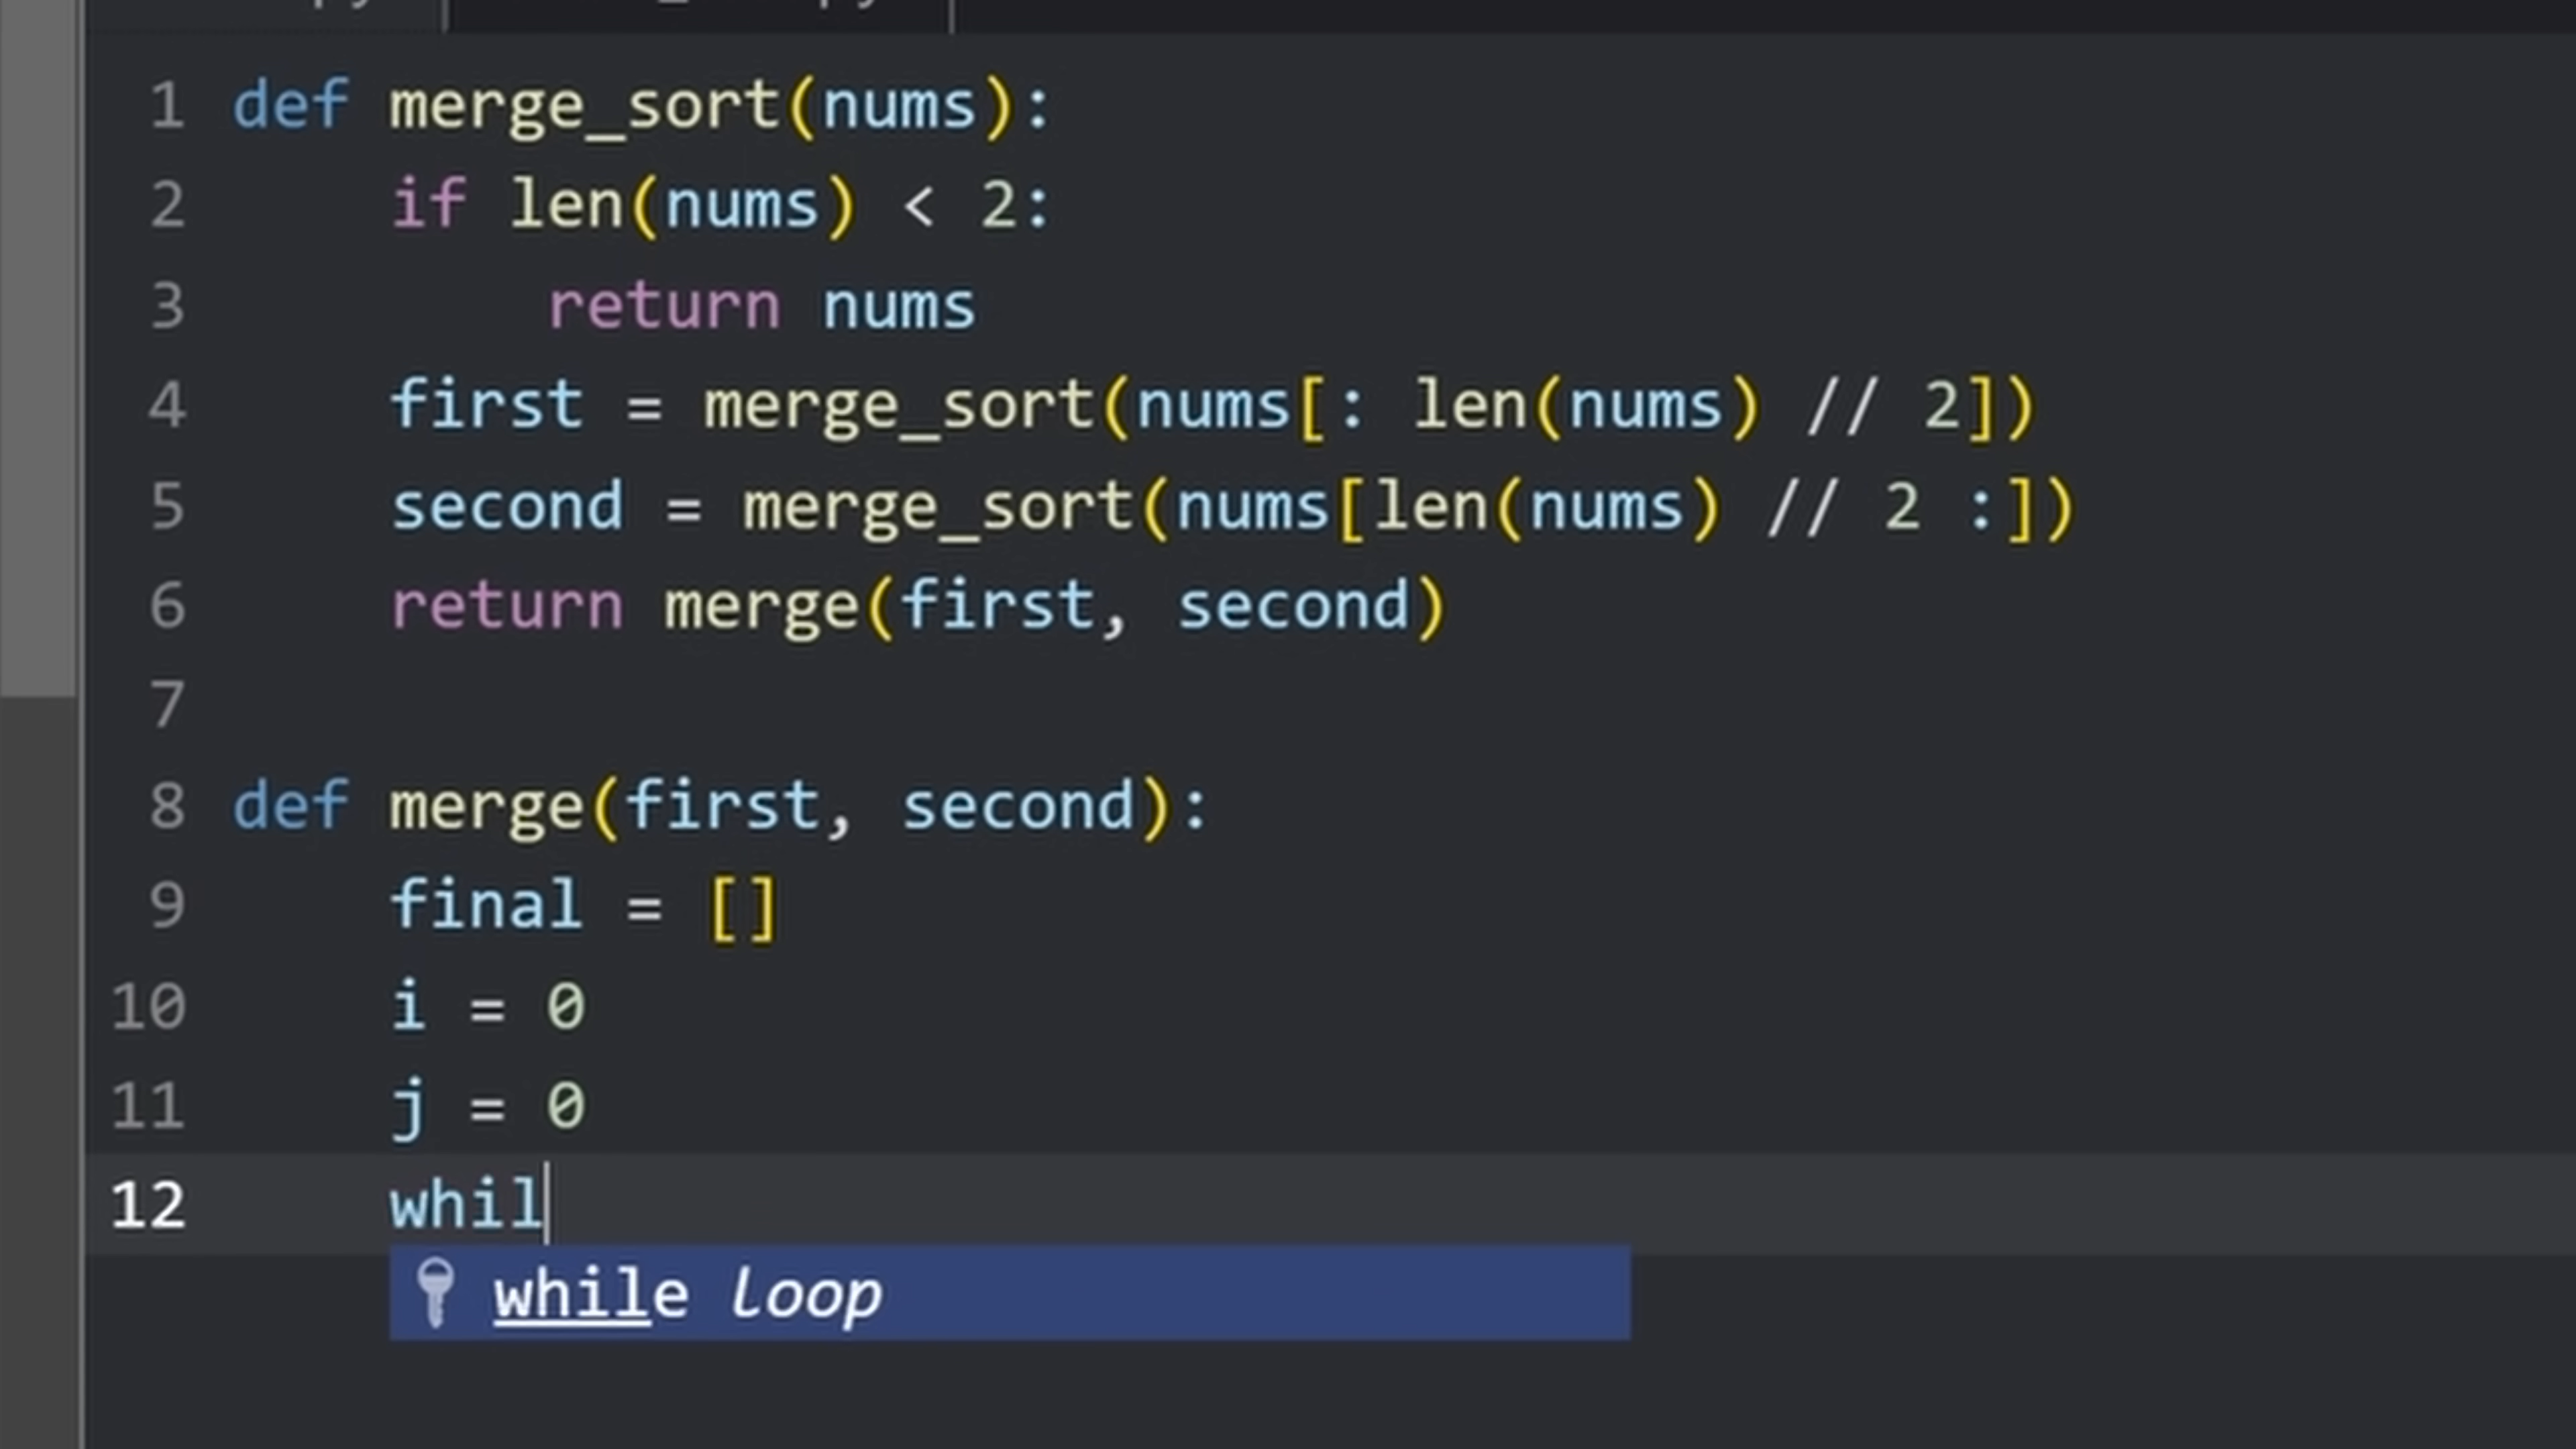 1 def merge_sort(nums):
2     if len(nums) < 2:
3         return nums
4     first = merge_sort(nums[: len(nums) // 2])
5     second = merge_sort(nums[len(nums) // 2 :])
6     return merge(first, second)
7
8 def merge(first, second):
9     final = []
10     i = 0
11     j = 0
12     whil
while loop